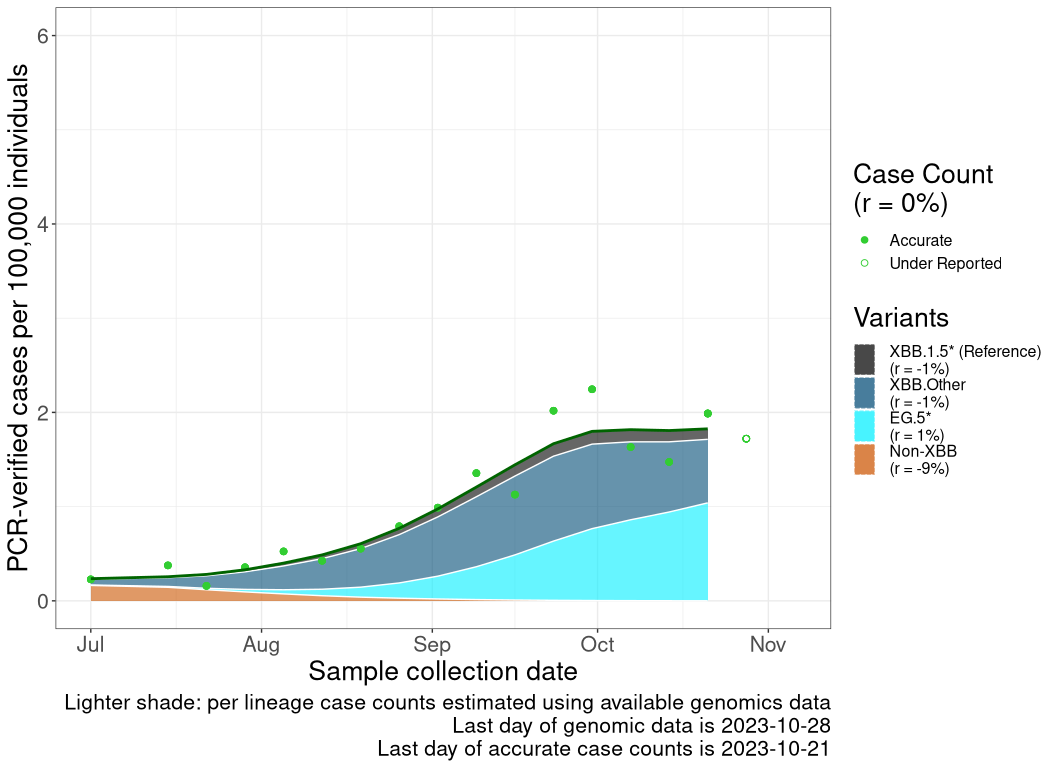 PCR-verified cases per 100,000 individuals
6
4
2
0
Jul
Aug
Sep
Oct
Nov
Sample collection date
Lighter shade: per lineage case counts estimated using available genomics data
Last day of genomic data is 2023-10-28
Last day of accurate case counts is 2023-10-21
Case Count
(r = 0%)
Accurate
Under Reported
Variants
XBB.1.5* (Reference)
(r = -1%)
XBB.Other
(r = -1%)
EG.5*
(r = 1%)
Non-XBB
(r = -9%)